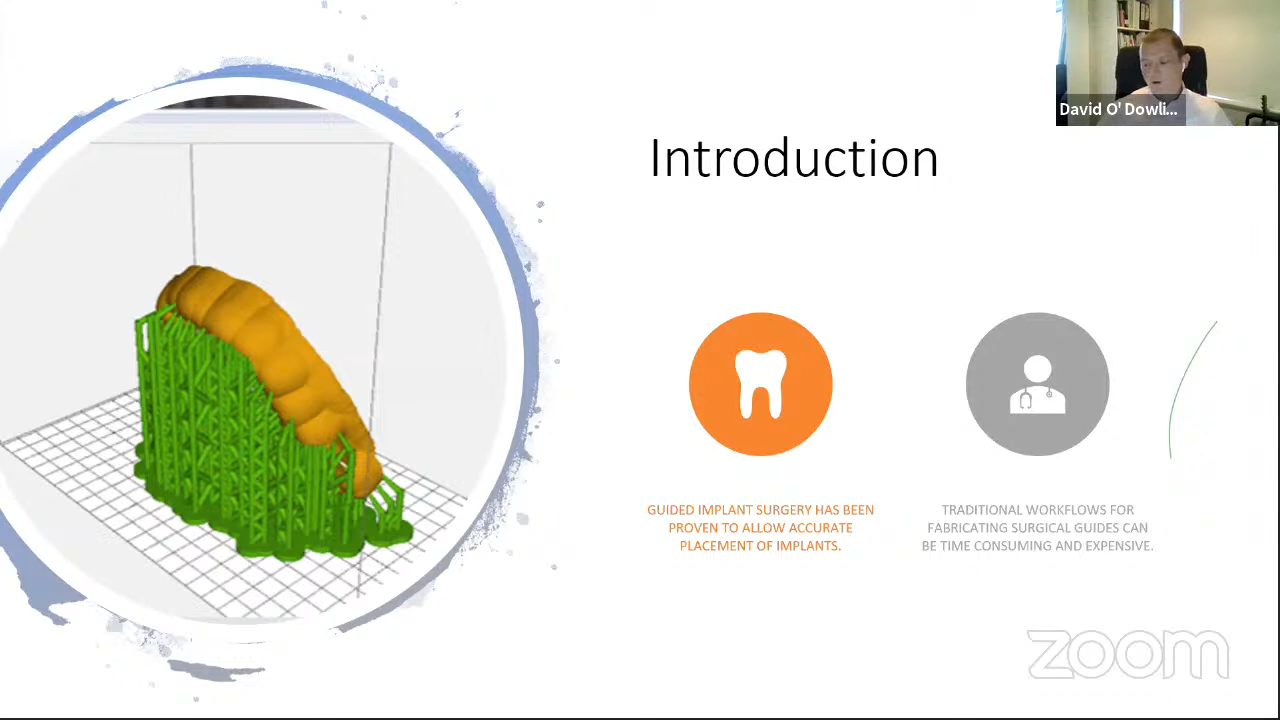 David O' Dowli...
Introduction
GUIDED IMPLANT SURGERY HAS BEEN
PROVEN TO ALLOW ACCURATE
PLACEMENT OF IMPLANTS.
TRADITIONAL WORKFLOWS FOR
FABRICATING SURGICAL GUIDES CAN
BE TIME CONSUMING AND EXPENSIVE.
zoom